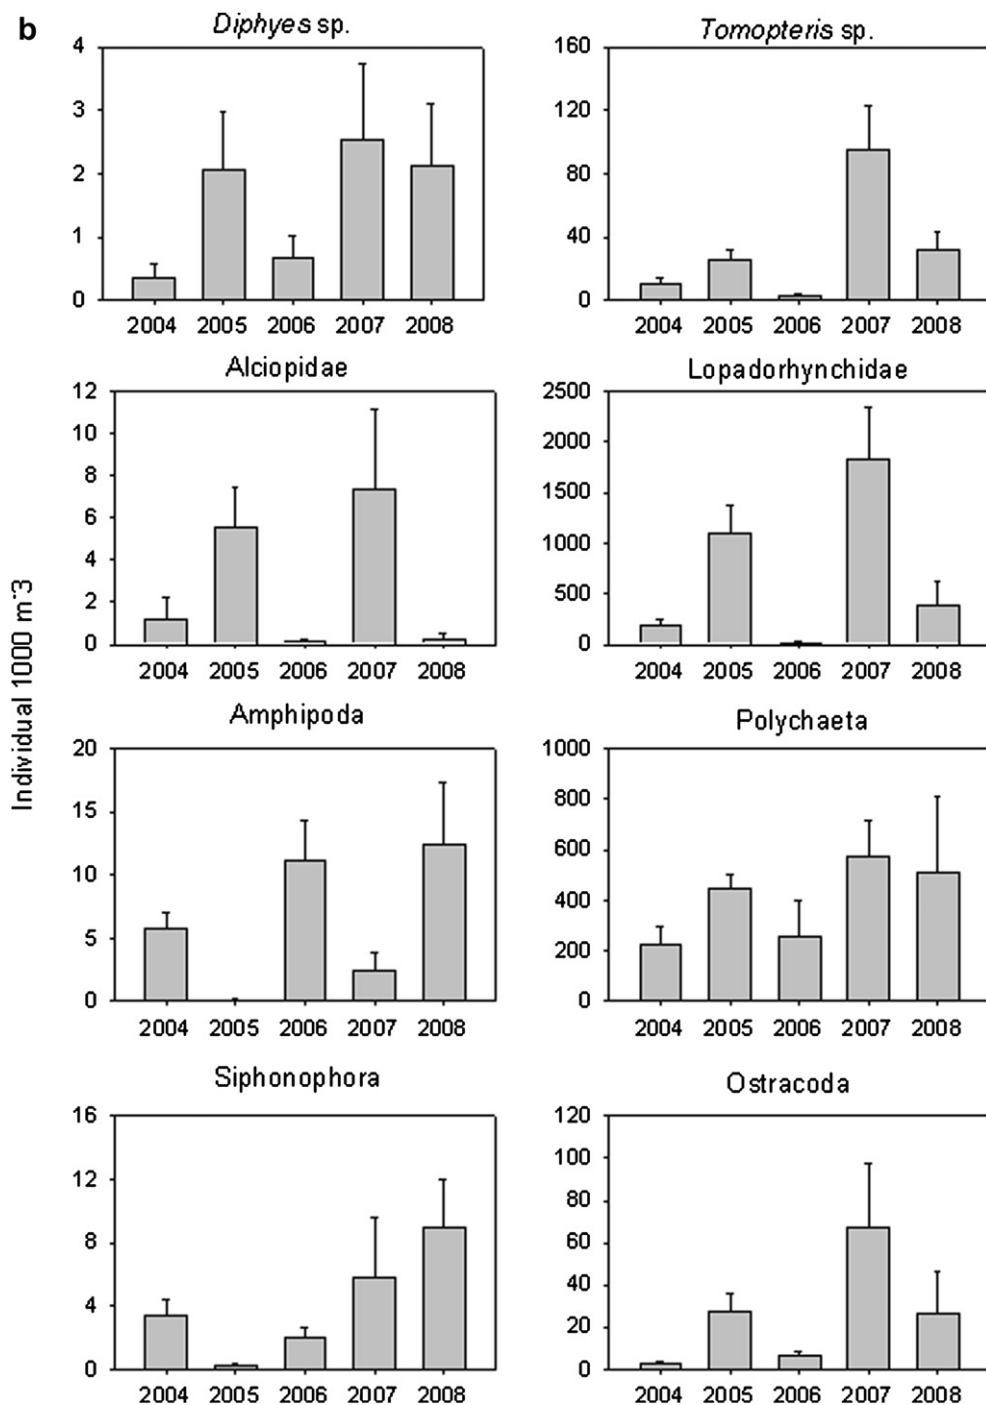 b
Diphyes sp.
Tomopteris sp.
4
3
2
1
0
2004 2005 2006 2007 2008
160
120
80
40
0
2004 2005 2006 2007 2008
Alciopidae
Lopadorhynchidae
12
10
8
6
4
2
0
2004 2005 2006 2007 2008
2500
2000
1500
1000
500
0
2004 2005 2006 2007 2008
Individual 1000 m-3
Amphipoda
Polychaeta
20
15
10
5
0
2004 2005 2006 2007 2008
1000
800
600
400
200
0
2004 2005 2006 2007 2008
Siphonophora
Ostracoda
16
12
8
4
0
2004 2005 2006 2007 2008
120
100
80
60
40
20
0
2004 2005 2006 2007 2008